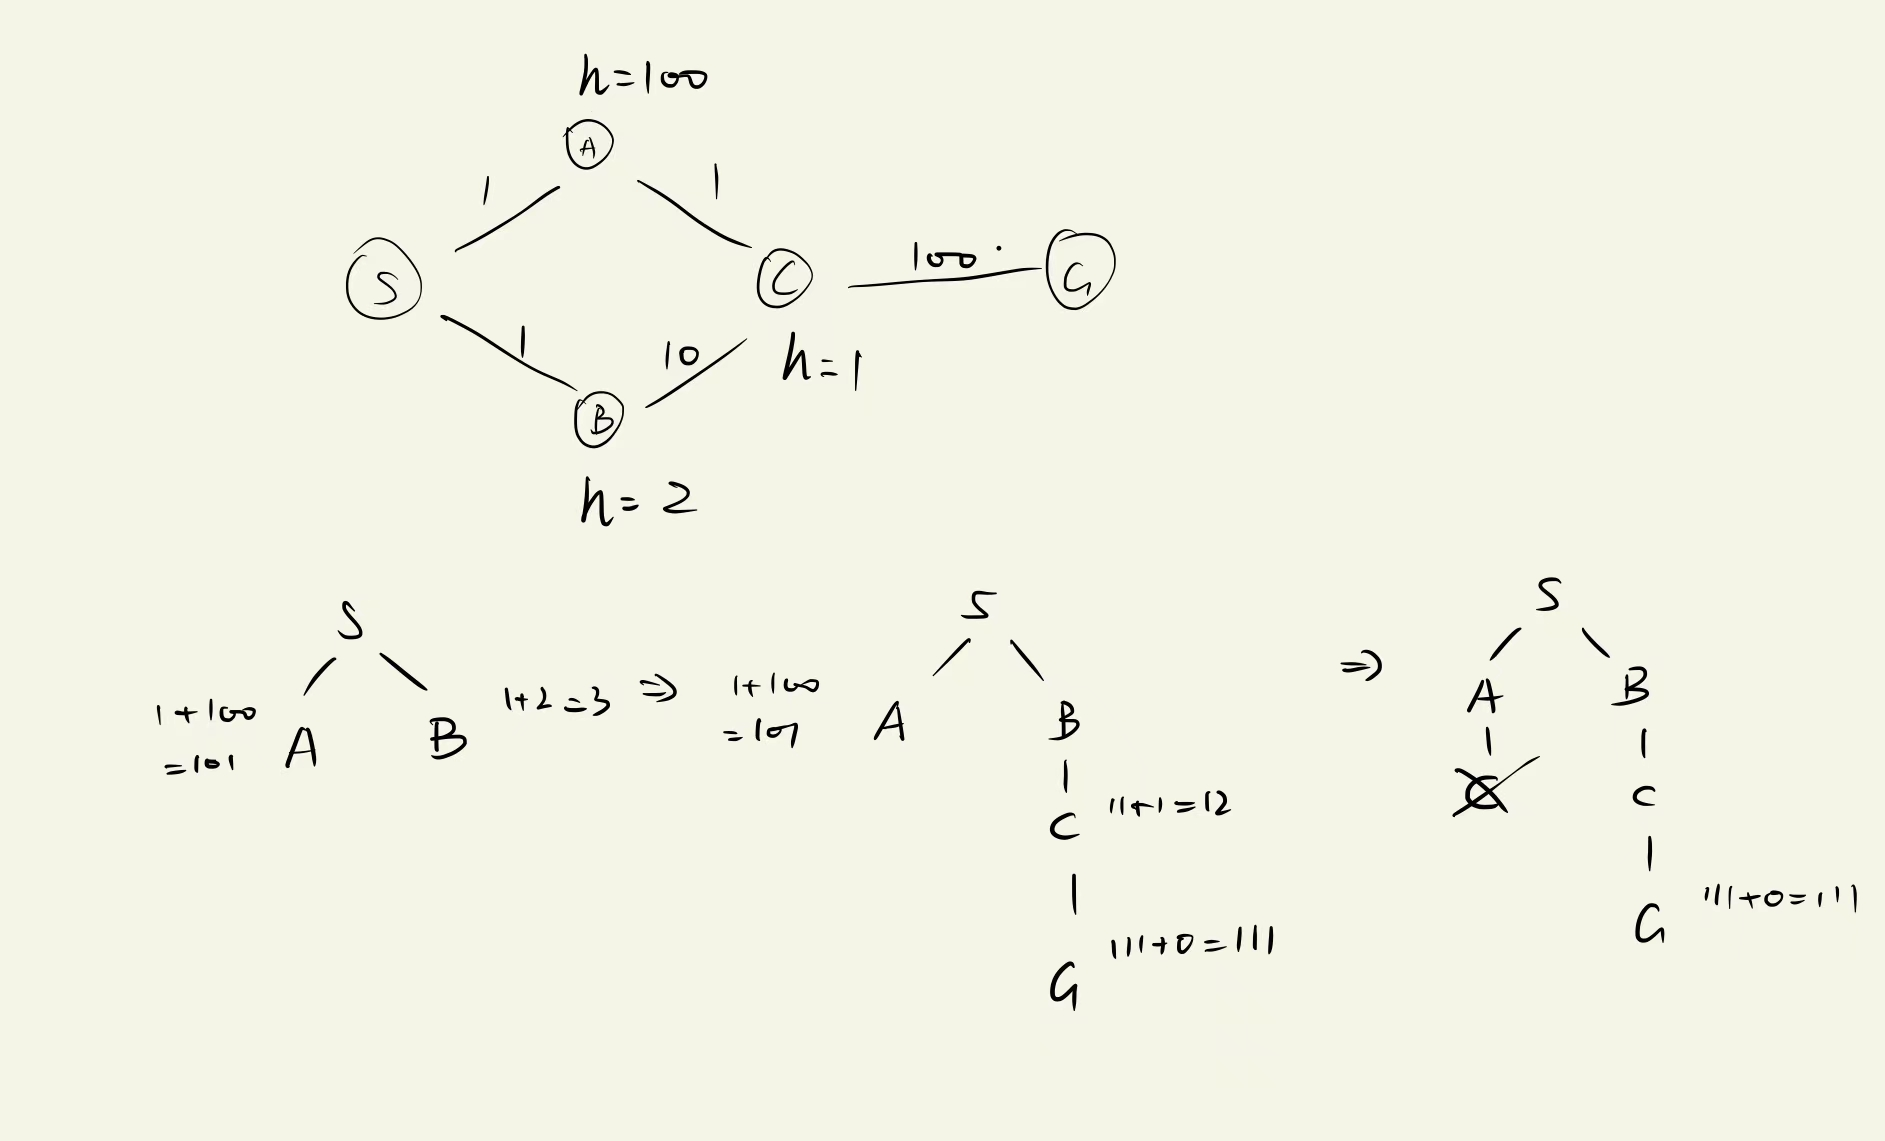 h=100
A
1
1
S
C
100
G
1
10
h=1
B
h=2
S
1+100
=101
A
B
1+2=3
⇒
S
1+100
=101
A
B
C
11+1=12
G
111+0=111
⇒
S
A
B
C
C
G
111+0=111